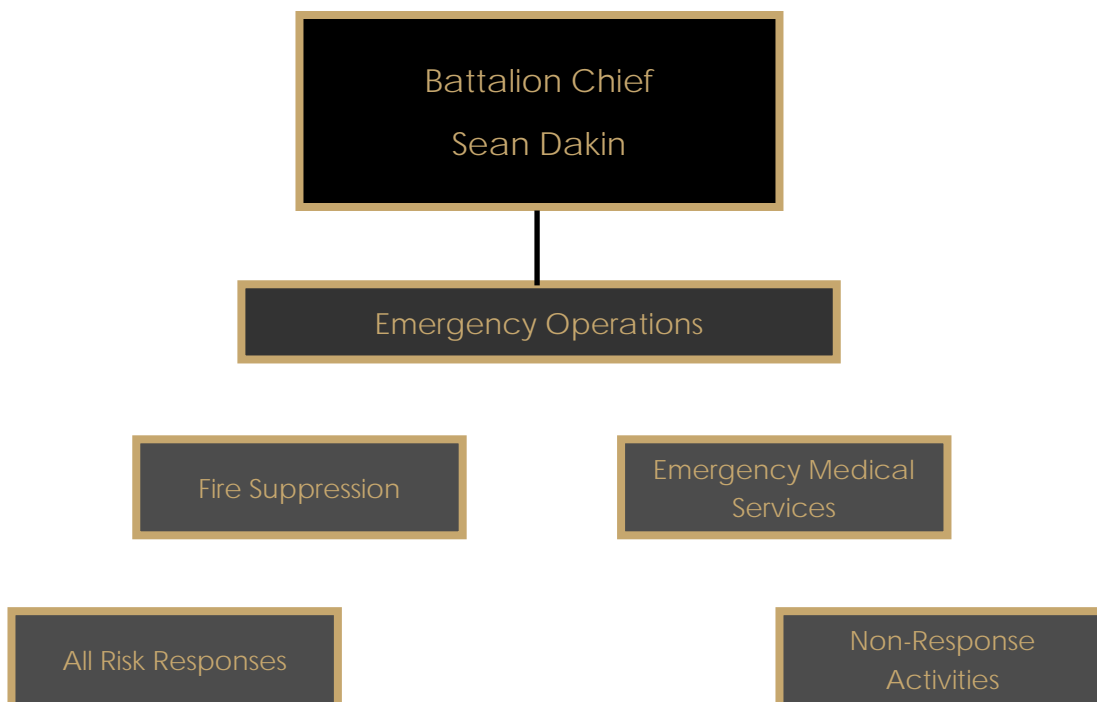 Battalion Chief
Sean Dakin
Emergency Operations
Fire Suppression
Emergency Medical
Services
All Risk Responses
Non-Response
Activities